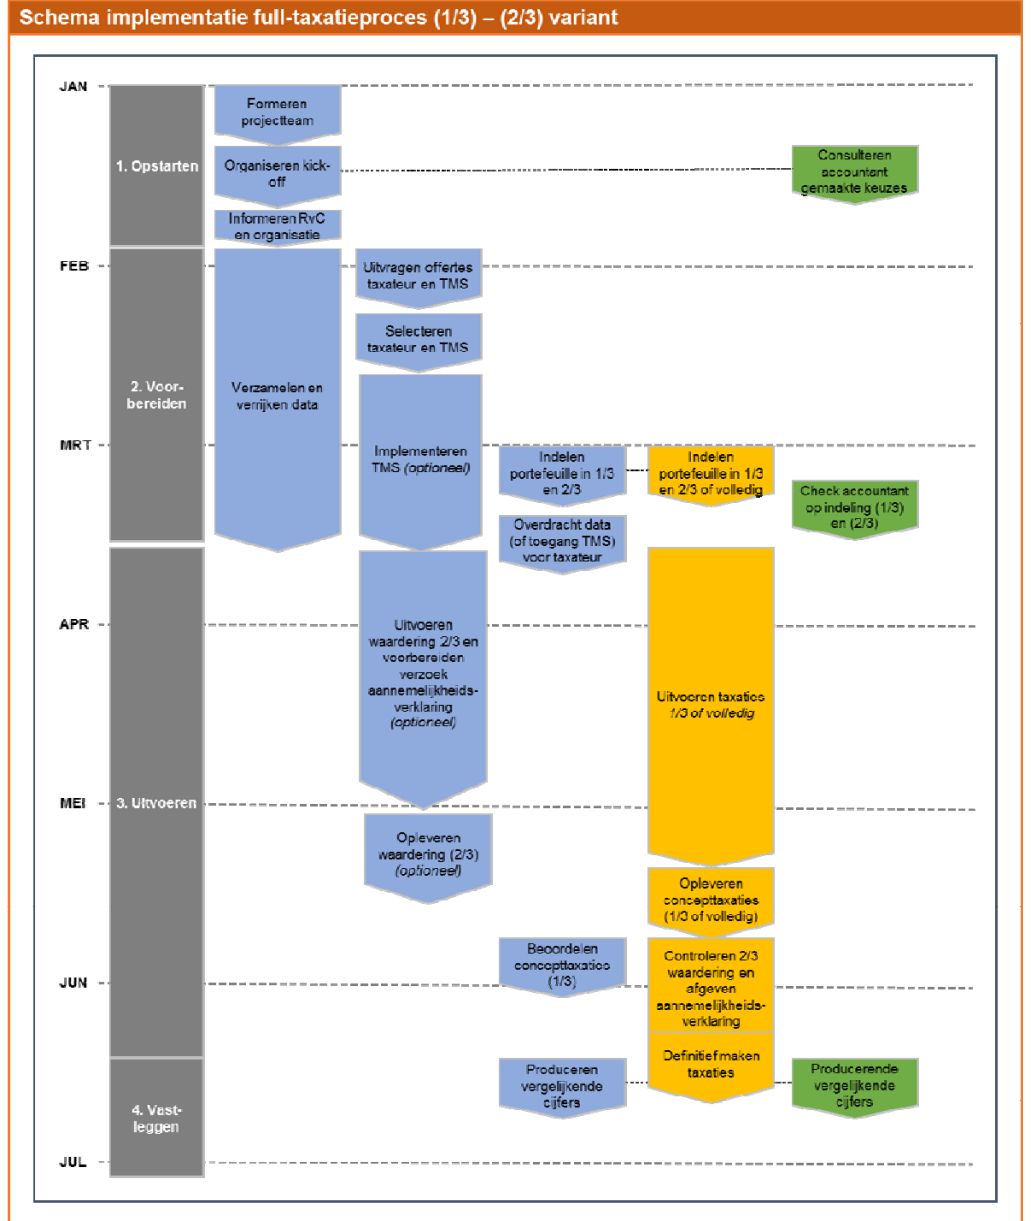 Schema implementatie full-taxatieproces (1/3) – (2/3) variant
JAN
Formeren
projectteam
1. Opstarten
Organiseren kick-
off
Consulteren
accountant
gemaakte keuzes
Informeren RvC
en organisatie
FEB
Uitvragen offertes
taxateur en TMS
Selecteren
taxateur en TMS
2. Voor-
bereiden
Verzamelen en
verrijken data
MRT
Implementeren
TMS (optioneel)
Indelen
portefeuille in 1/3
en 2/3
Indelen
portefeuille in 1/3
en 2/3 of volledig
Check accountant
op indeling (1/3)
en (2/3)
Overdracht data
(of toegang TMS)
voor taxateur
APR
Uitvoeren
waardering 2/3 en
voorbereiden
verzoek
aannemelijkheids-
verklaring
(optioneel)
Uitvoeren taxaties
1/3 of volledig
MEI
3. Uitvoeren
Opleveren
waardering (2/3)
(optioneel)
Opleveren
concepttaxaties
(1/3 of volledig)
Beoordelen
concepttaxaties
(1/3)
Controleren 2/3
waardering en
afgeven
aannemelijkheids-
verklaring
JUN
Definitief maken
taxaties
Produceren
vergelijkende
cijfers
Producerende
vergelijkende
cijfers
4. Vast-
leggen
JUL